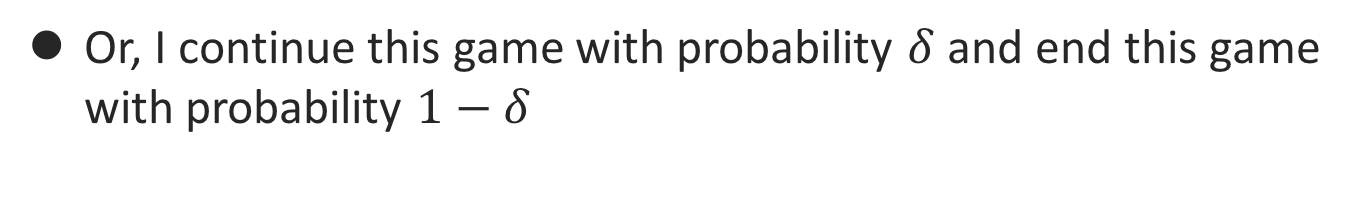 ● Or, I continue this game with probability δ and end this game
with probability 1 − δ